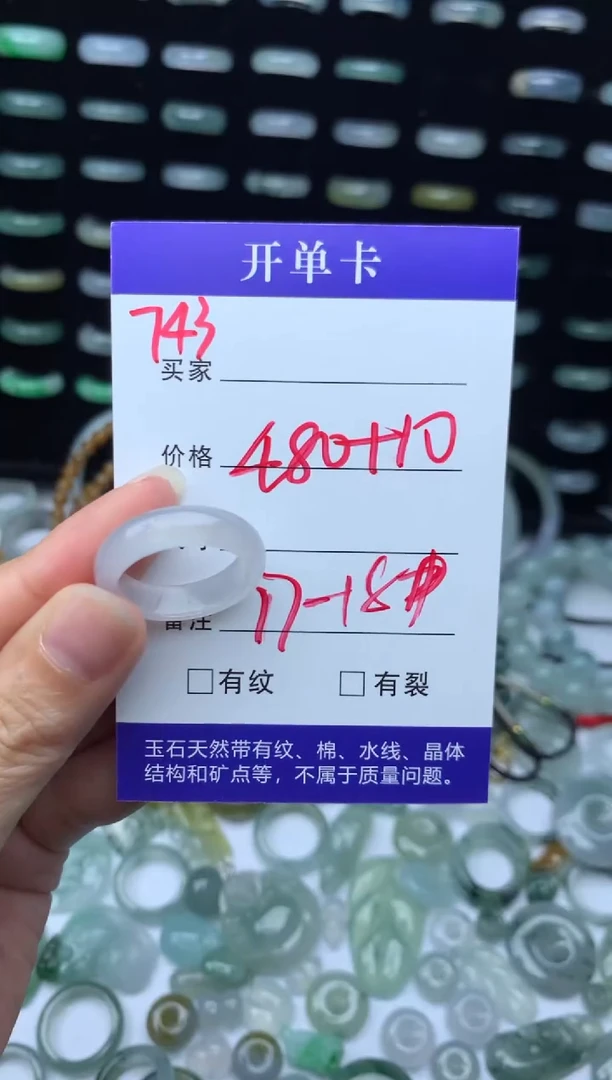 开单卡
743
买家
价格 480+10
备注 17-18#
□有纹 □有裂
玉石天然带有纹、棉、水线、晶体
结构和矿点等，不属于质量问题。